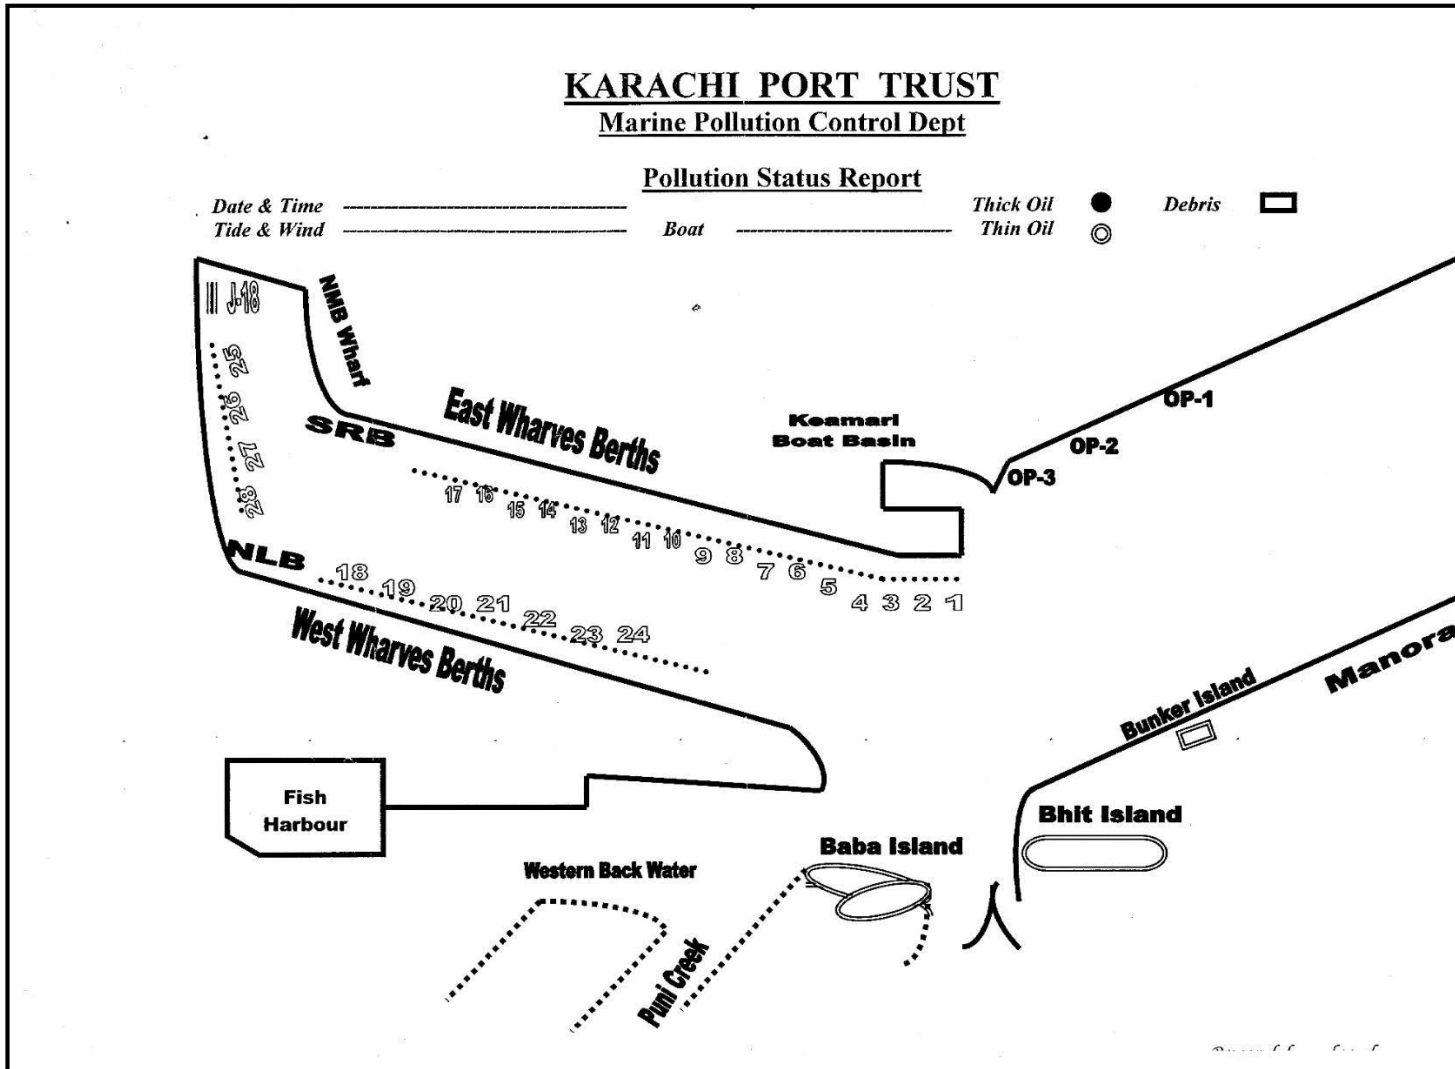 KARACHI PORT TRUST
Marine Pollution Control Dept
Pollution Status Report
Date & Time
Thick Oil
Debris
Tide & Wind
Boat
Thin Oil
J-18
NMB Wharf
25
26
27
28
SRB
East Wharves Berths
Keamari
Boat Basin
OP-1
OP-2
OP-3
17 16 15 14 13 12 11 10 9 8 7 6 5 4 3 2 1
NLB
18 19 20 21 22 23 24
West Wharves Berths
Manora
Bunker Island
Fish
Harbour
Bhit Island
Baba Island
Western Back Water
Puni Creek